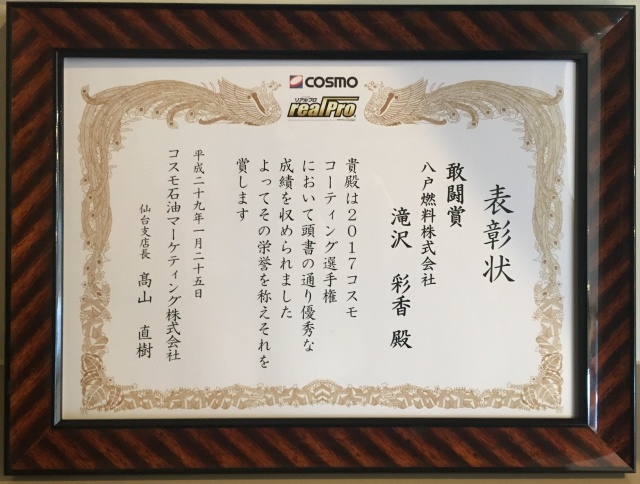 COSMO
リアルプロ
realPro
表彰状
敢闘賞
八戸燃料株式会社
滝沢 彩香 殿
貴殿は2017コスモ
コーティング選手権
において頭書の通り優秀な
成績を収められました
よってその栄誉を称えそれを
賞します
平成二十九年一月二十五日
コスモ石油マーケティング株式会社
仙台支店長 髙山 直樹